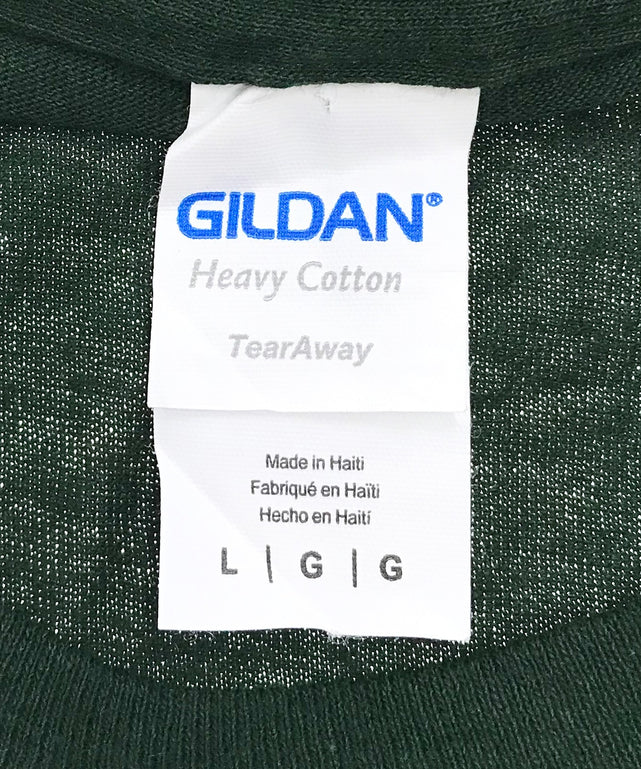 GILDAN®
Heavy Cotton
TearAway
Made in Haiti
Fabriqué en Haïti
Hecho en Haití
L | G | G